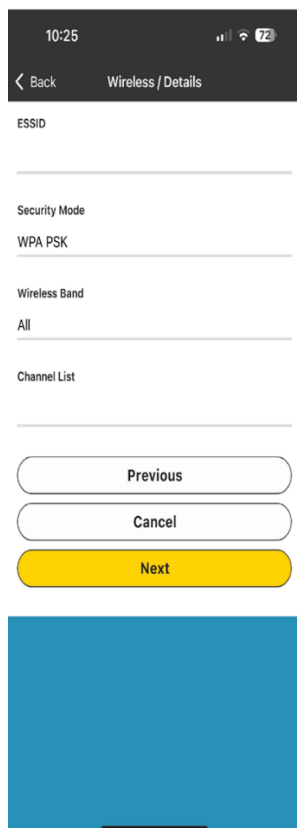 10:25
72
Back
Wireless / Details
ESSID
Security Mode
WPA PSK
Wireless Band
All
Channel List
Previous
Cancel
Next